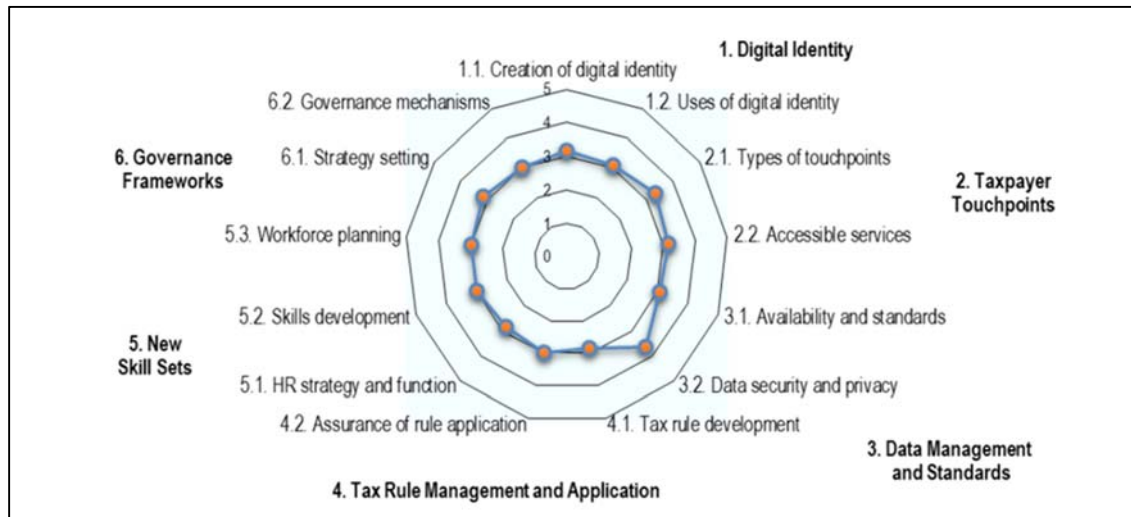 1. Digital Identity
1.1. Creation of digital identity
5
6.2. Governance mechanisms
1.2. Uses of digital identity
4
6. Governance
Frameworks
6.1. Strategy setting
3
2.1. Types of touchpoints
2. Taxpayer
Touchpoints
2
5.3. Workforce planning
1
2.2. Accessible services
0
5.2. Skills development
3.1. Availability and standards
5. New
Skill Sets
5.1. HR strategy and function
3.2. Data security and privacy
4.2. Assurance of rule application
4.1. Tax rule development
3. Data Management
and Standards
4. Tax Rule Management and Application